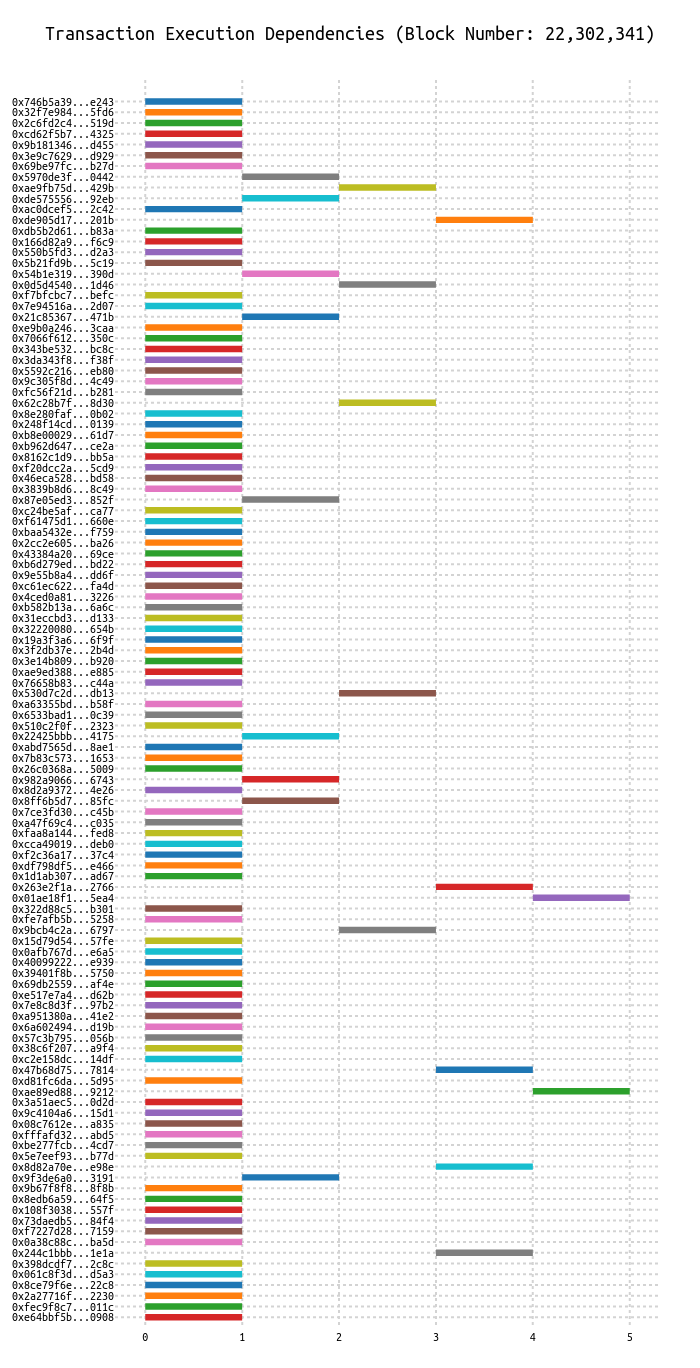 Transaction Execution Dependencies (Block Number: 22,302,341)
0x746b5a39...e243
0x32f7e984...5fd6
0x2c6fd2c4...519d
0xcd62f5b7...4325
0x9b181346...d455
0x3e9c7629...d929
0x69be97fc...b27d
0x5970de3f...0442
0xae9fb75d...429b
0xde575556...92eb
0xac0dcef5...2c42
0xde905d17...201b
0xdb5b2d61...b83a
0x166d82a9...f6c9
0x550b5fd3...d2a3
0x5b21fd9b...5c19
0x54b1e319...390d
0x0d5d4540...1d46
0xf7bfcbc7...befc
0x7e94516a...2d07
0x21c85367...471b
0xe9b0a246...3caa
0x7066f612...350c
0x343be532...bc8c
0x3da343f8...f38f
0x5592c216...eb80
0x9c305f8d...4c49
0xfc56f21d...b281
0x62c28b7f...8d30
0x8e280faf...0b02
0x248f14cd...0139
0xb8e00029...61d7
0xb962d647...ce2a
0x8162c1d9...bb5a
0xf20dcc2a...5cd9
0x46eca528...bd58
0x3839b8d6...8c49
0x87e05ed3...852f
0xc24be5af...ca77
0xf61475d1...660e
0xbaa5432e...f759
0x2cc2e605...ba26
0x43384a20...69ce
0xb6d279ed...bd22
0x9e55b8a4...dd6f
0xc61ec622...fa4d
0x4ced0a81...3226
0xb582b13a...6a6c
0x31eccbd3...d133
0x32220080...654b
0x19a3f3a6...6f9f
0x3f2db37e...2b4d
0x3e14b809...b920
0xae9ed388...e885
0x76658b83...c44a
0x530d7c2d...db13
0xa63355bd...b58f
0x6533bad1...0c39
0x510c2f0f...2323
0x22425bbb...4175
0xabd7565d...8ae1
0x7b83c573...1653
0x26c0368a...5009
0x982a9066...6743
0x8d2a9372...4e26
0x8ff6b5d7...85fc
0x7ce3fd30...c45b
0xa47f69c4...c035
0xfaa8a144...fed8
0xcca49019...deb0
0xf2c36a17...37c4
0xdf798df5...e466
0x1d1ab307...ad67
0x263e2f1a...2766
0x01ae18f1...5ea4
0x322d88c5...b301
0xfe7afb5b...5258
0x9bcb4c2a...6797
0x15d79d54...57fe
0x0afb767d...e6a5
0x40099222...e939
0x39401f8b...5750
0x69db2559...af4e
0xe517e7a4...d62b
0x7e8c8d3f...97b2
0xa951380a...41e2
0x6a602494...d19b
0x57c3b795...056b
0x38c6f207...a9f4
0xc2e158dc...14df
0x47b68d75...7814
0xd81fc6da...5d95
0xae89ed88...9212
0x3a51aec5...0d2d
0x9c4104a6...15d1
0x08c7612e...a835
0xfffafd32...abd5
0xbe277fcb...4cd7
0x5e7eef93...b77d
0x8d82a70e...e98e
0x9f3de6a0...3191
0x9b67f8f8...8f8b
0x8edb6a59...64f5
0x108f3038...557f
0x73daedb5...84f4
0xf7227d28...7159
0x0a38c88c...ba5d
0x244c1bbb...1e1a
0x398dcdf7...2c8c
0x061c8f3d...d5a3
0x8ce79f6e...22c8
0x2a27716f...2230
0xfec9f8c7...011c
0xe64bbf5b...0908
0 1 2 3 4 5